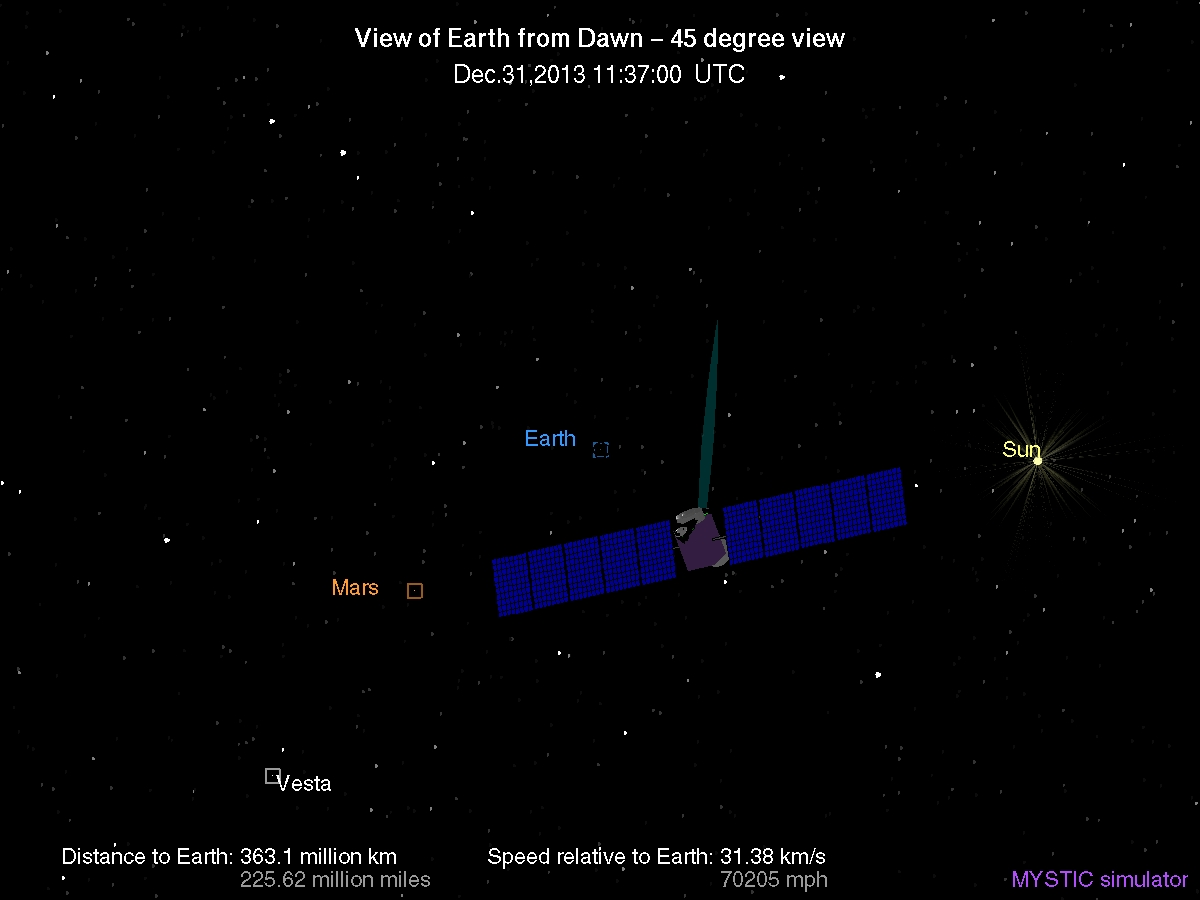 View of Earth from Dawn – 45 degree view
Dec.31,2013 11:37:00 UTC
Earth
Sun
Mars
Vesta
Distance to Earth: 363.1 million km
225.62 million miles
Speed relative to Earth: 31.38 km/s
70205 mph
MYSTIC simulator